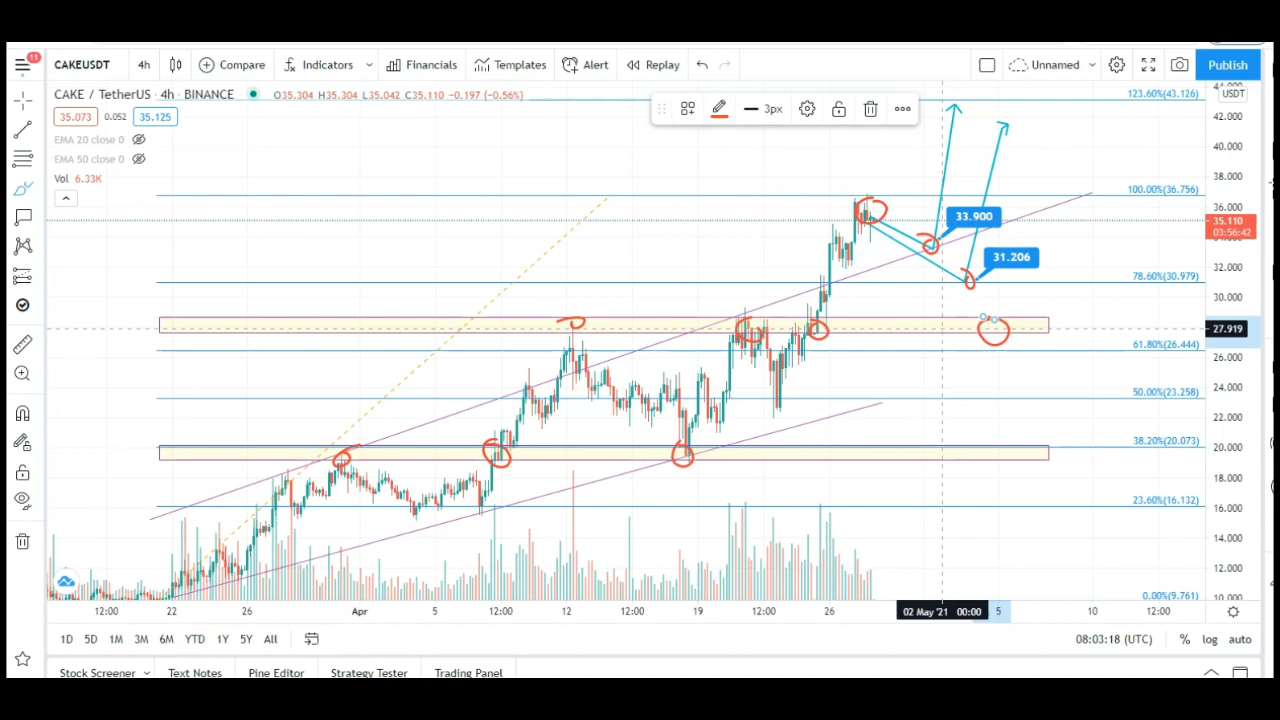 11
CAKEUSDT 4h Compare Indicators Financials Templates Alert Replay Unnamed Publish
CAKE / TetherUS · 4h · BINANCE O35.304 H35.304 L35.042 C35.110 -0.197 (-0.56%)
35.073 0.052 35.125
EMA 20 close 0
EMA 50 close 0
Vol 6.33K
3px
USDT
123.60%(43.126)
42.000
40.000
38.000
100.00%(36.756)
36.000
33.900
35.110
03:56:42
31.206
32.000
78.60%(30.979)
30.000
27.919
61.80%(26.444)
26.000
50.00%(23.258)
24.000
22.000
38.20%(20.073)
20.000
18.000
23.60%(16.132)
16.000
14.000
12.000
0.00%(9.761)
10.000
12:00 22 26 Apr 5 12:00 12 12:00 19 12:00 26 02 May '21 00:00 5 10 12:00
1D 5D 1M 3M 6M YTD 1Y 5Y All 08:03:18 (UTC) % log auto
Stock Screener Text Notes Pine Editor Strategy Tester Trading Panel